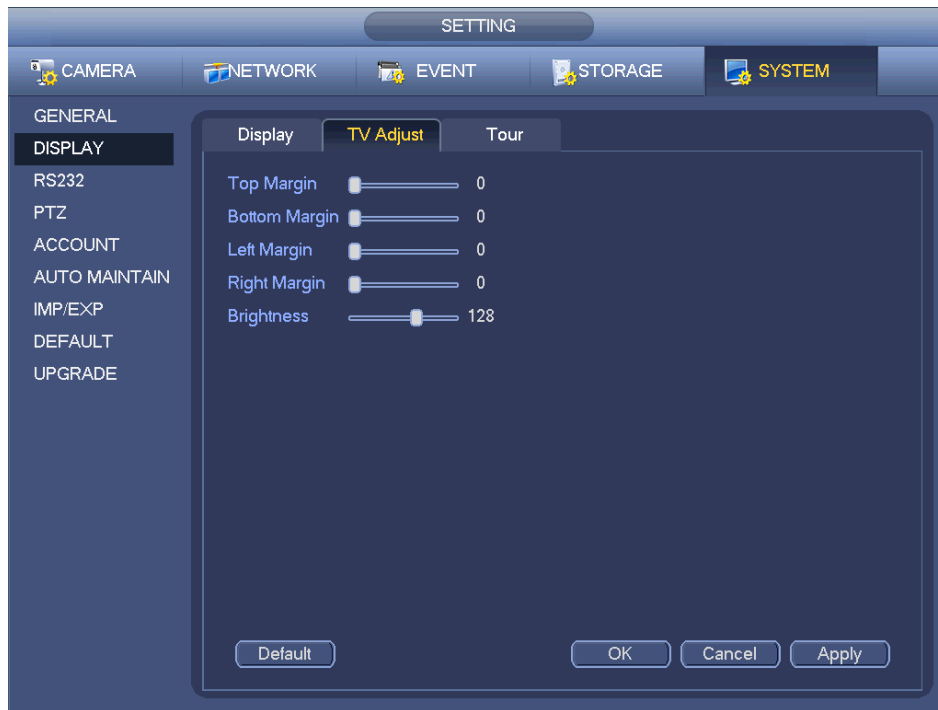 SETTING
CAMERA NETWORK EVENT STORAGE SYSTEM
GENERAL
DISPLAY
RS232
PTZ
ACCOUNT
AUTO MAINTAIN
IMP/EXP
DEFAULT
UPGRADE
Display TV Adjust Tour
Top Margin 0
Bottom Margin 0
Left Margin 0
Right Margin 0
Brightness 128
Default OK Cancel Apply